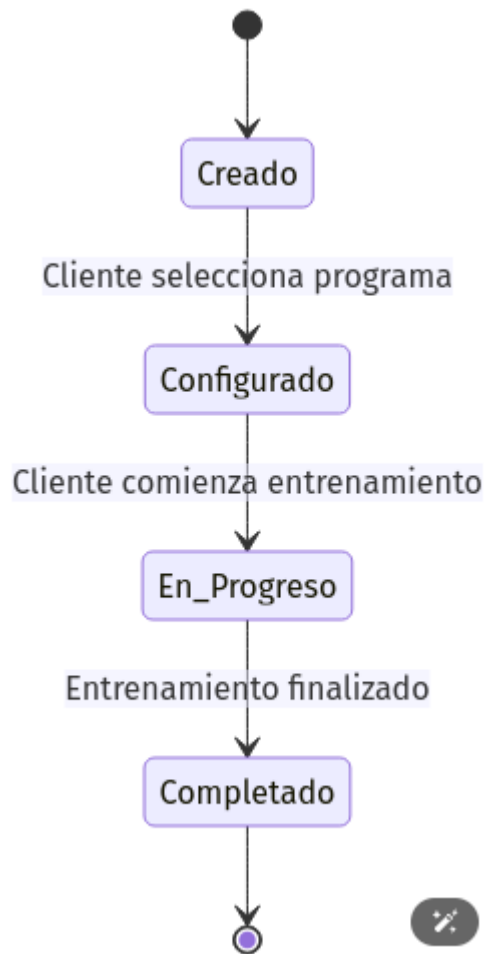 Creado
Cliente selecciona programa
Configurado
Cliente comienza entrenamiento
En_Progreso
Entrenamiento finalizado
Completado